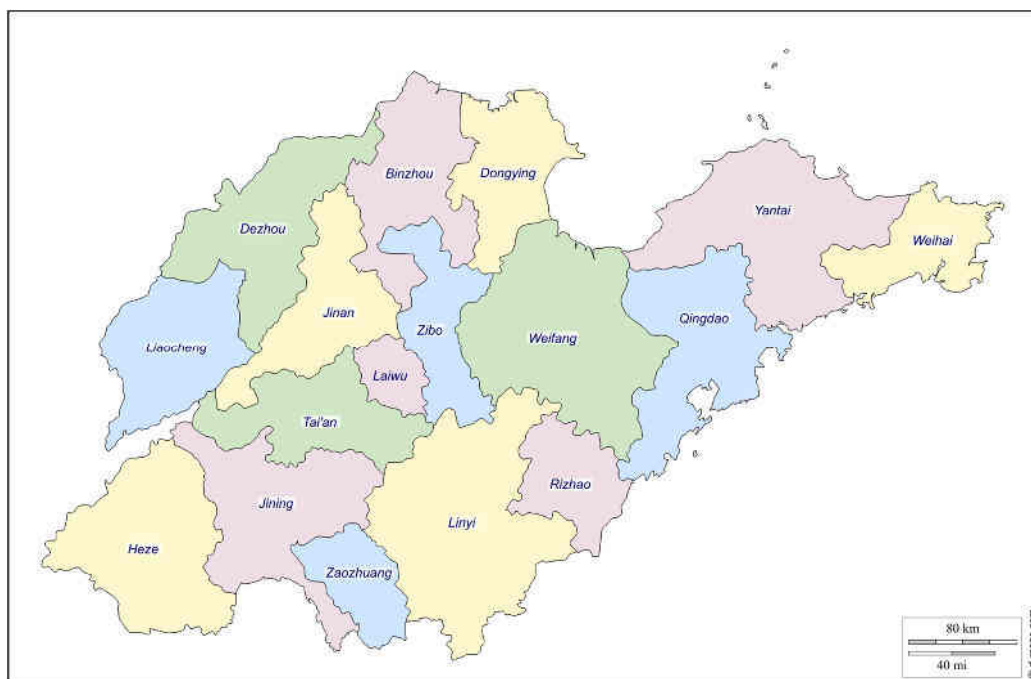 Binzhou
Dongying
Yantai
Dezhou
Weihai
Jinan
Qingdao
Zibo
Weifang
Liaocheng
Laiwu
Tai'an
Rizhao
Jining
Linyi
Heze
Zaozhuang
80 km
40 mi